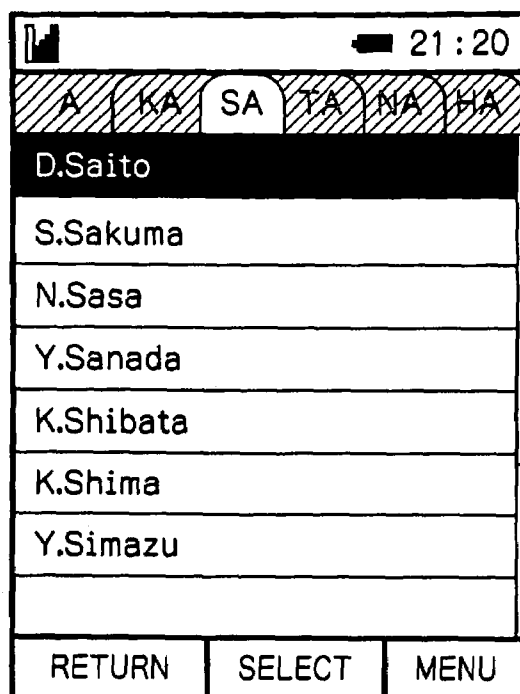 21:20
A KA SA TA NA HA
D.Saito
S.Sakuma
N.Sasa
Y.Sanada
K.Shibata
K.Shima
Y.Simazu
RETURN SELECT MENU